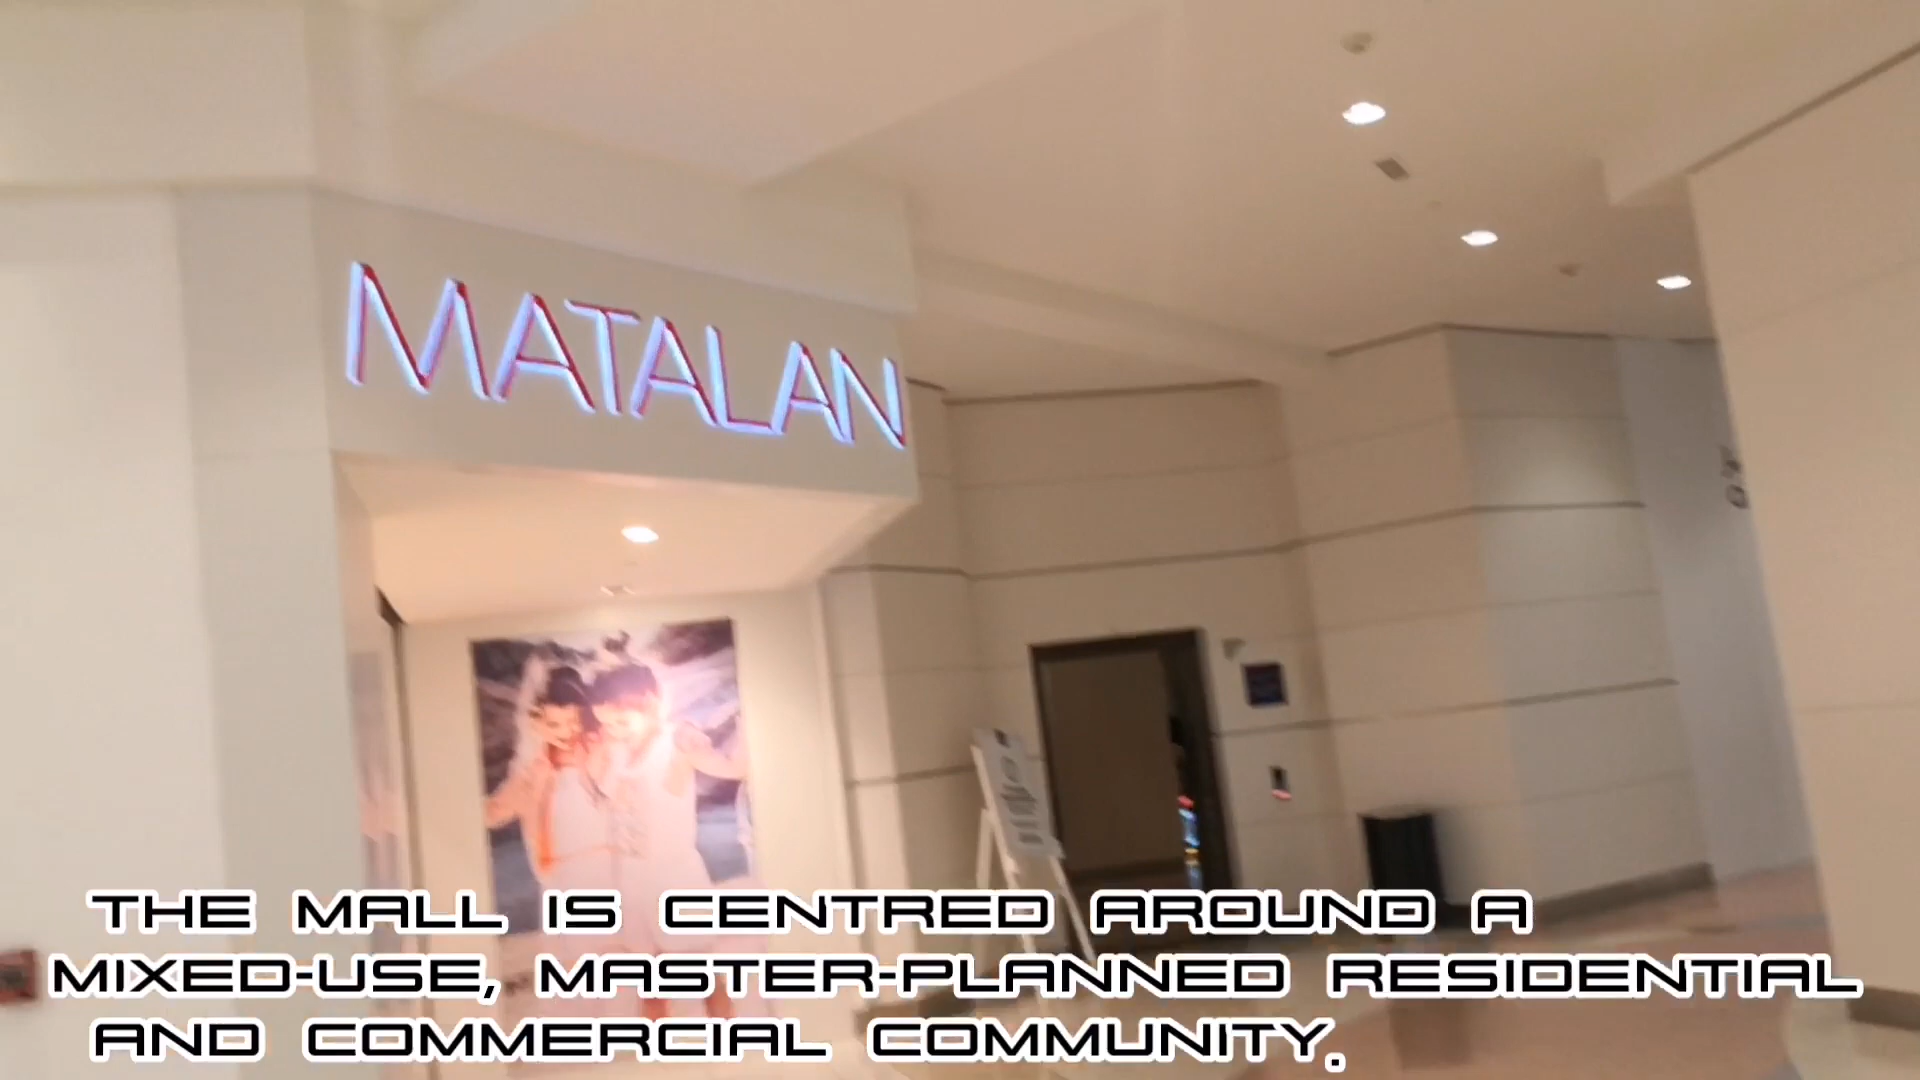 MATALAN
THE MALL IS CENTRED AROUND A
MIXED-USE, MASTER-PLANNED RESIDENTIAL
AND COMMERCIAL COMMUNITY.